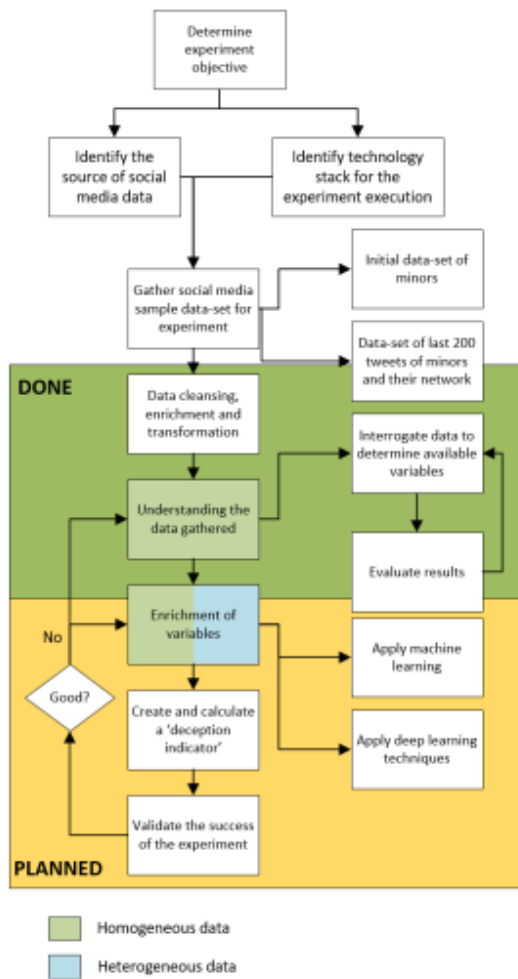 Determine
experiment
objective
Identify the
source of social
media data
Identify technology
stack for the
experiment execution
Gather social media
sample data-set for
experiment
Initial data-set of
minors
Data-set of last 200
tweets of minors
and their network
DONE
Data cleansing,
enrichment and
transformation
Interrogate data to
determine available
variables
Understanding the
data gathered
Evaluate results
Enrichment of
variables
No
Apply machine
learning
Good?
Create and calculate
a ‘deception
indicator’
Apply deep learning
techniques
Validate the success
of the experiment
PLANNED
Homogeneous data
Heterogeneous data